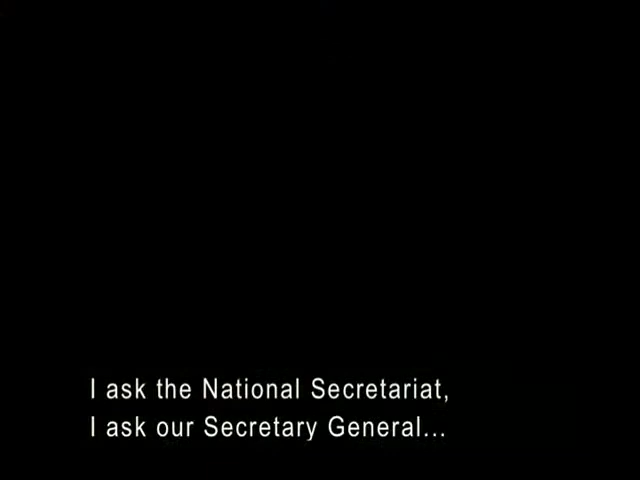 I ask the National Secretariat,
I ask our Secretary General...